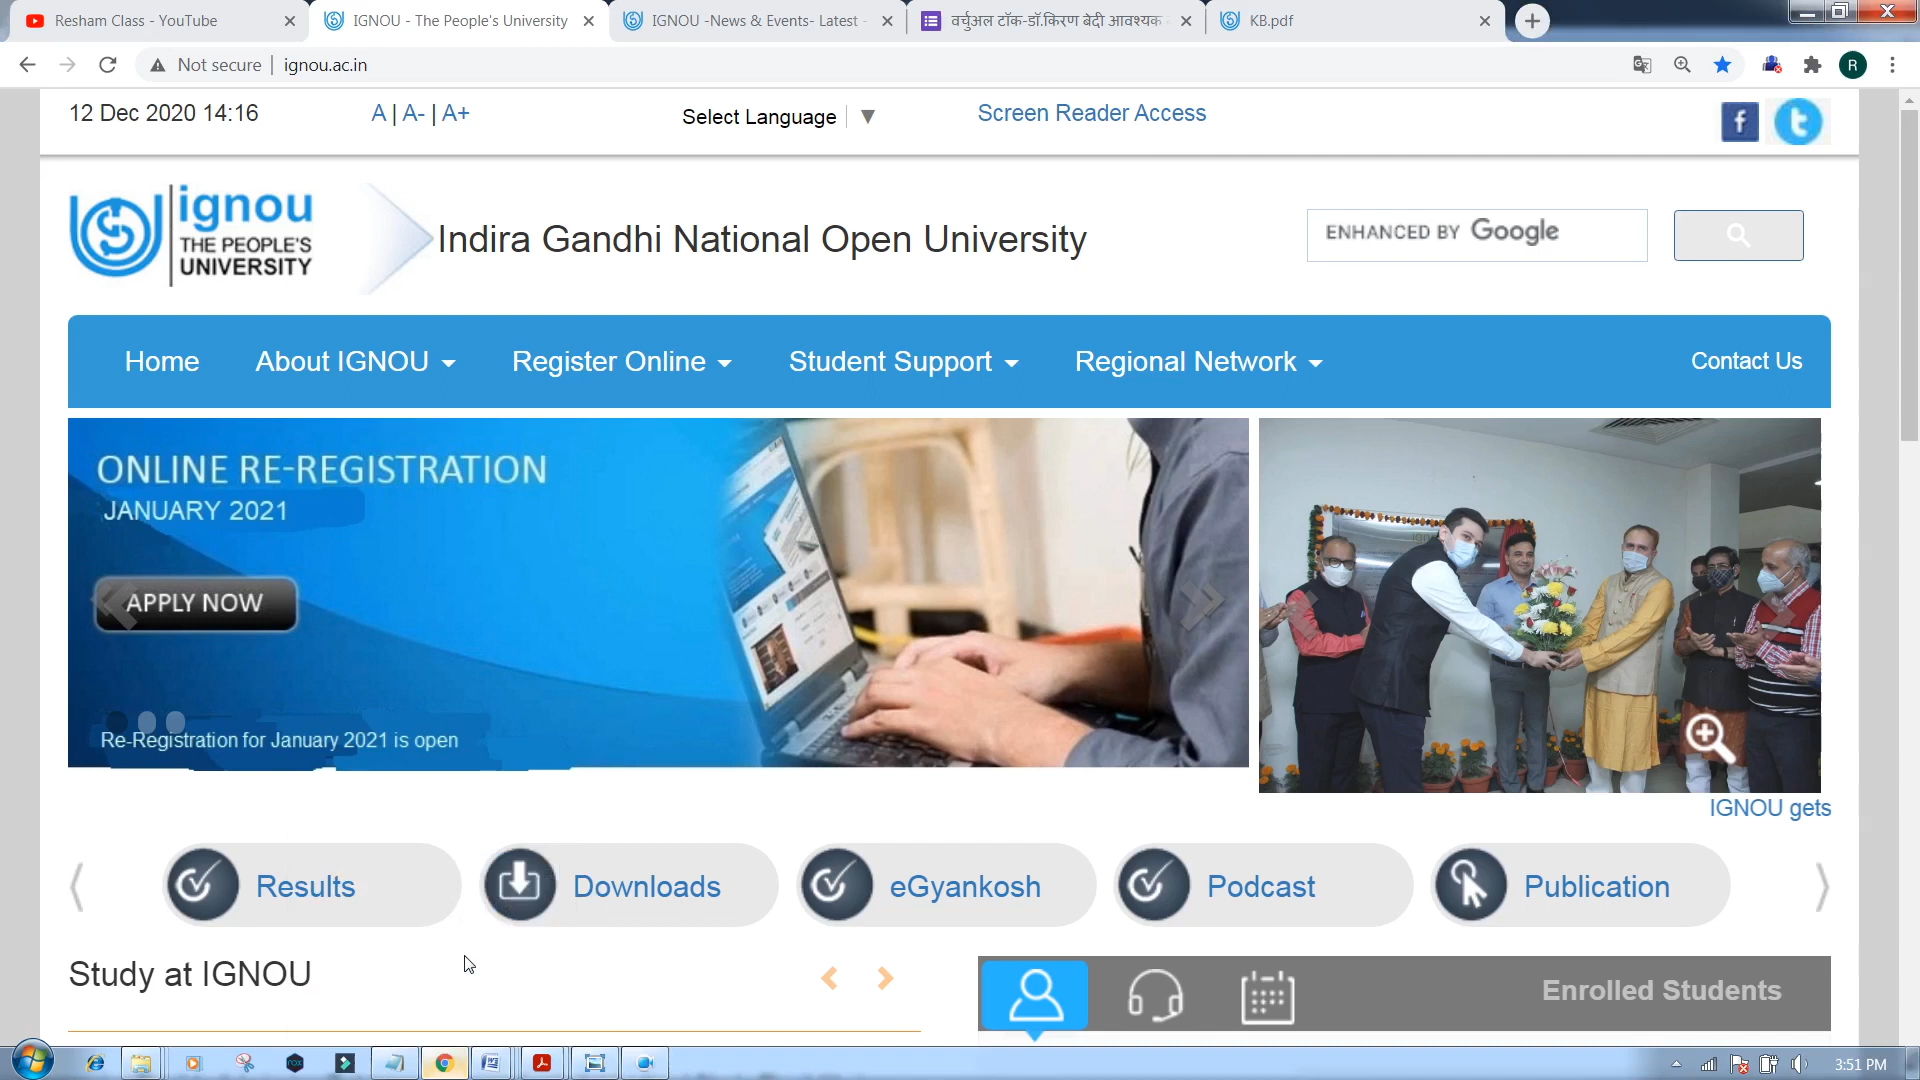 Resham Class - YouTube
IGNOU - The People's University
IGNOU -News & Events- Latest -
वर्चुअल टॉक-डॉ.किरण बेदी आवश्यक
KB.pdf
Not secure | ignou.ac.in
R
12 Dec 2020 14:16
A | A- | A+
Select Language
Screen Reader Access
ignou
THE PEOPLE'S
UNIVERSITY
Indira Gandhi National Open University
ENHANCED BY Google
Home
About IGNOU
Register Online
Student Support
Regional Network
Contact Us
ONLINE RE-REGISTRATION
JANUARY 2021
APPLY NOW
Re-Registration for January 2021 is open
IGNOU gets
Results
Downloads
eGyankosh
Podcast
Publication
Study at IGNOU
Enrolled Students
3:51 PM